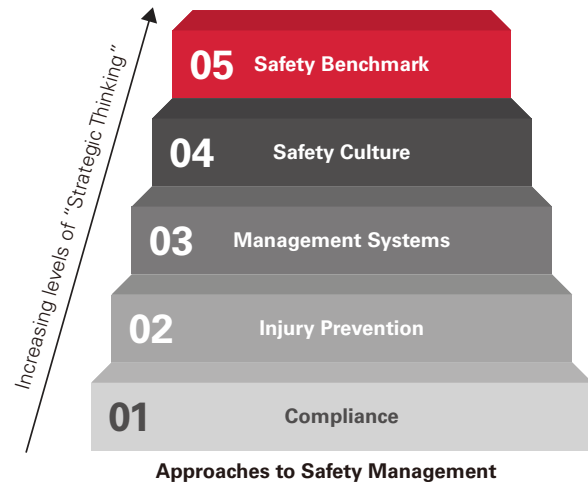 Increasing levels of "Strategic Thinking"
05 Safety Benchmark
04 Safety Culture
03 Management Systems
02 Injury Prevention
01 Compliance
Approaches to Safety Management